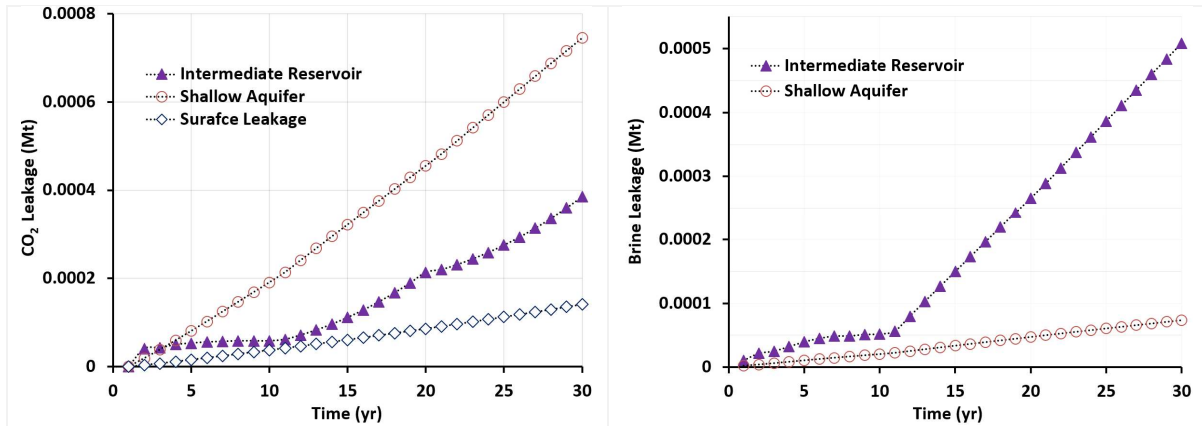 0.0008
0.0006
0.0004
0.0002
0
CO₂ Leakage (Mt)
Intermediate Reservoir
Shallow Aquifer
Surafce Leakage
0 5 10 15 20 25 30
Time (yr)
0.0005
0.0004
0.0003
0.0002
0.0001
0
Brine Leakage (Mt)
Intermediate Reservoir
Shallow Aquifer
0 5 10 15 20 25 30
Time (yr)